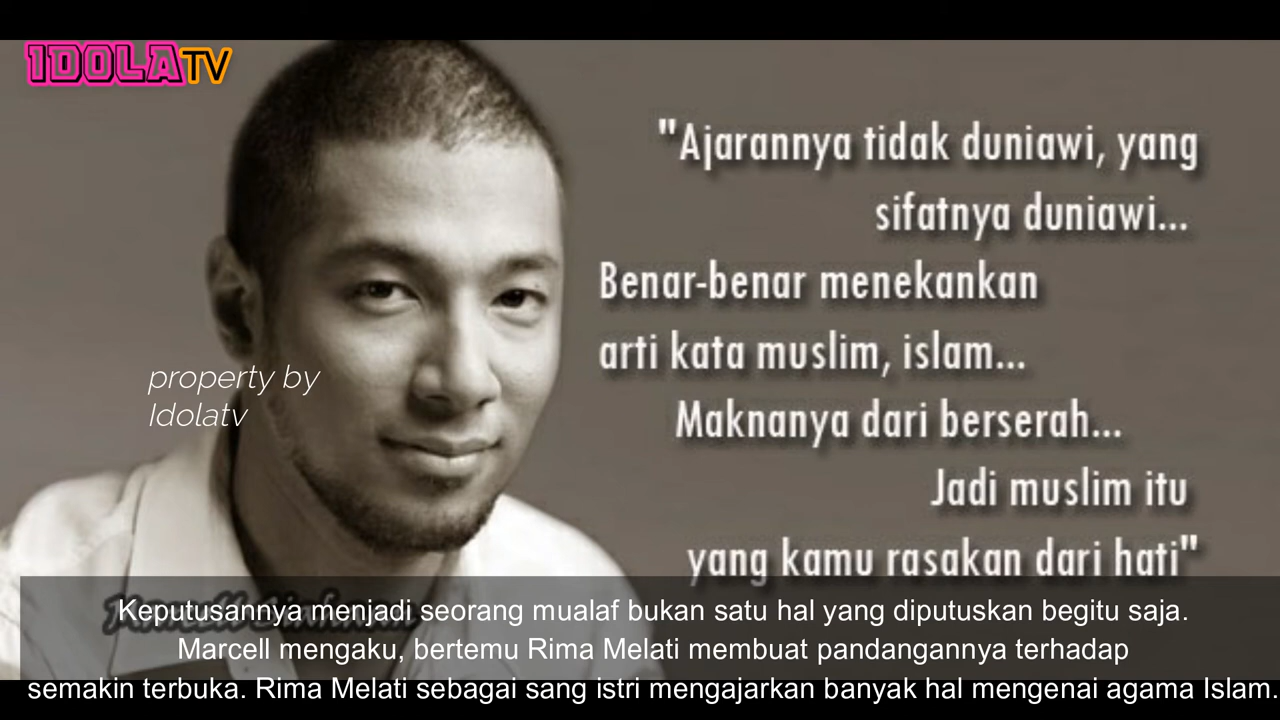 IDOLATV
"Ajarannya tidak duniawi, yang
sifatnya duniawi...
Benar-benar menekankan
arti kata muslim, islam...
property by
Idolatv
Maknanya dari berserah...
Jadi muslim itu
yang kamu rasakan dari hati"
Keputusannya menjadi seorang mualaf bukan satu hal yang diputuskan begitu saja.
Marcell mengaku, bertemu Rima Melati membuat pandangannya terhadap
semakin terbuka. Rima Melati sebagai sang istri mengajarkan banyak hal mengenai agama Islam.